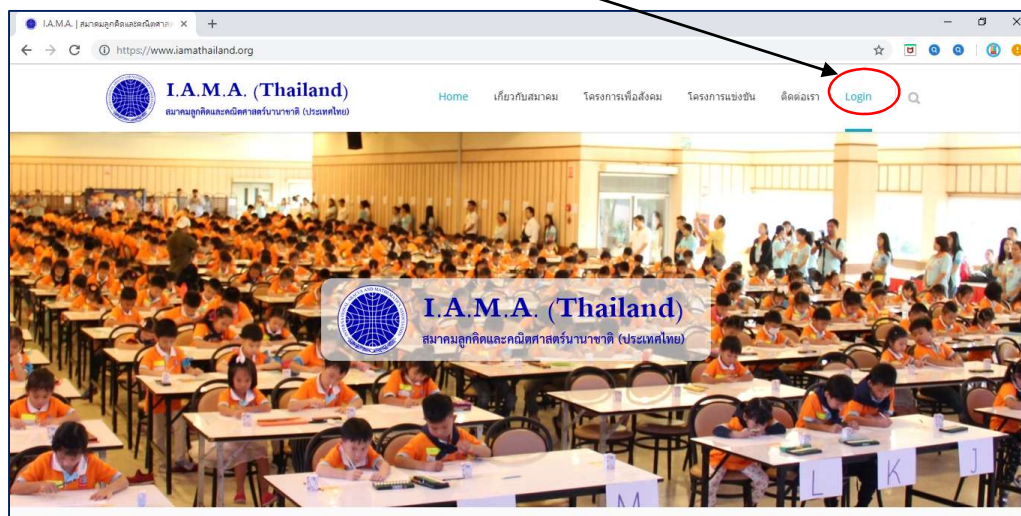 I.A.M.A. | สมาคมลูกคิดและคณิตศาส
https://www.iamathailand.org
I.A.M.A. (Thailand)
สมาคมลูกคิดและคณิตศาสตร์นานาชาติ (ประเทศไทย)
Home เกี่ยวกับสมาคม โครงการเพื่อสังคม โครงการแข่งขัน ติดต่อเรา Login
I.A.M.A. (Thailand)
สมาคมลูกคิดและคณิตศาสตร์นานาชาติ (ประเทศไทย)
M L K J